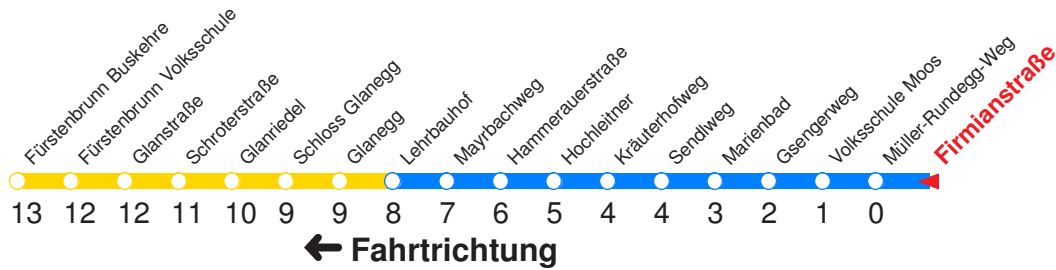 Fürstenbrunn Buskehre
Fürstenbrunn Volksschule
Glanstraße
Schroterstraße
Glanriedel
Schloss Glanegg
Glanegg
Lehrbauhof
Mayrbachweg
Hammerauerstraße
Hochleitner
Kräuterhofweg
Sendlweg
Marienbad
Gsengerweg
Volksschule Moos
Müller-Rundegg-Weg
Firmianstraße
13 12 12 11 10 9 9 8 7 6 5 4 4 3 2 1 0
← Fahrtrichtung